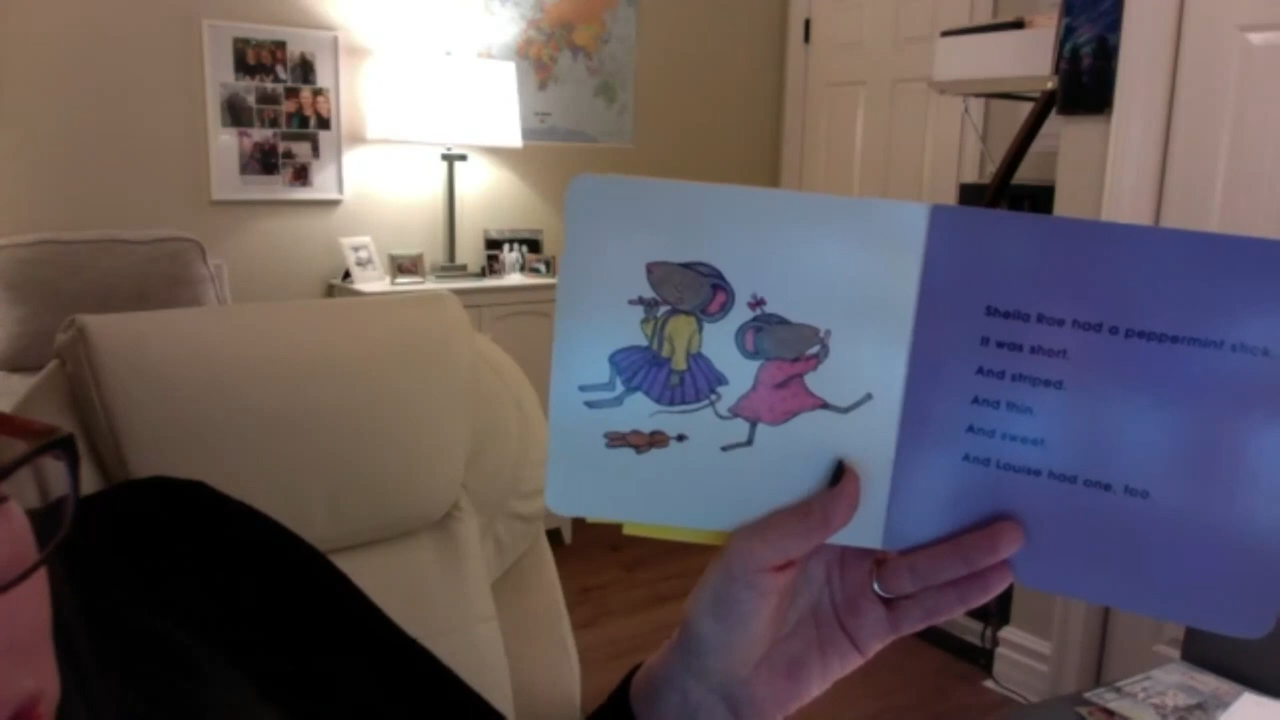 Sheila Rae had a peppermint stick.
It was short.
And striped.
And thin.
And sweet.
And Louise had one, too.